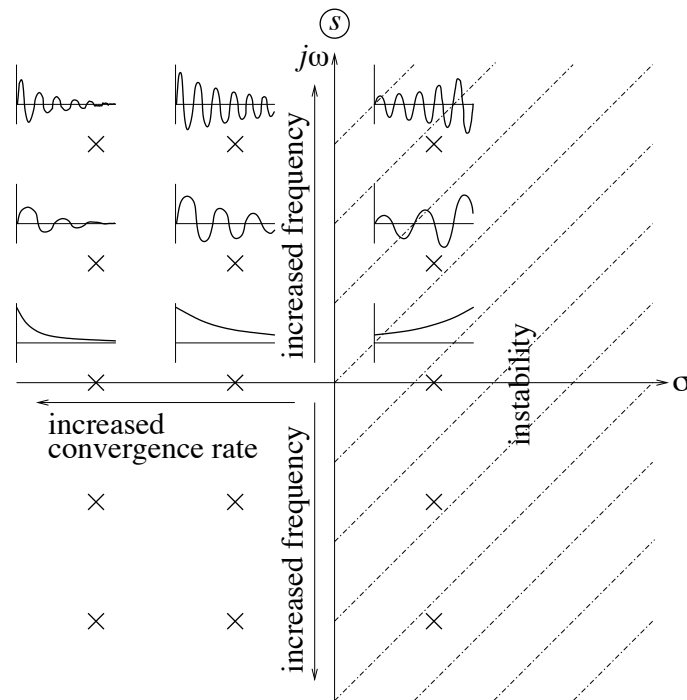 s
jω
increased frequency
instability
σ
increased
convergence rate
increased frequency